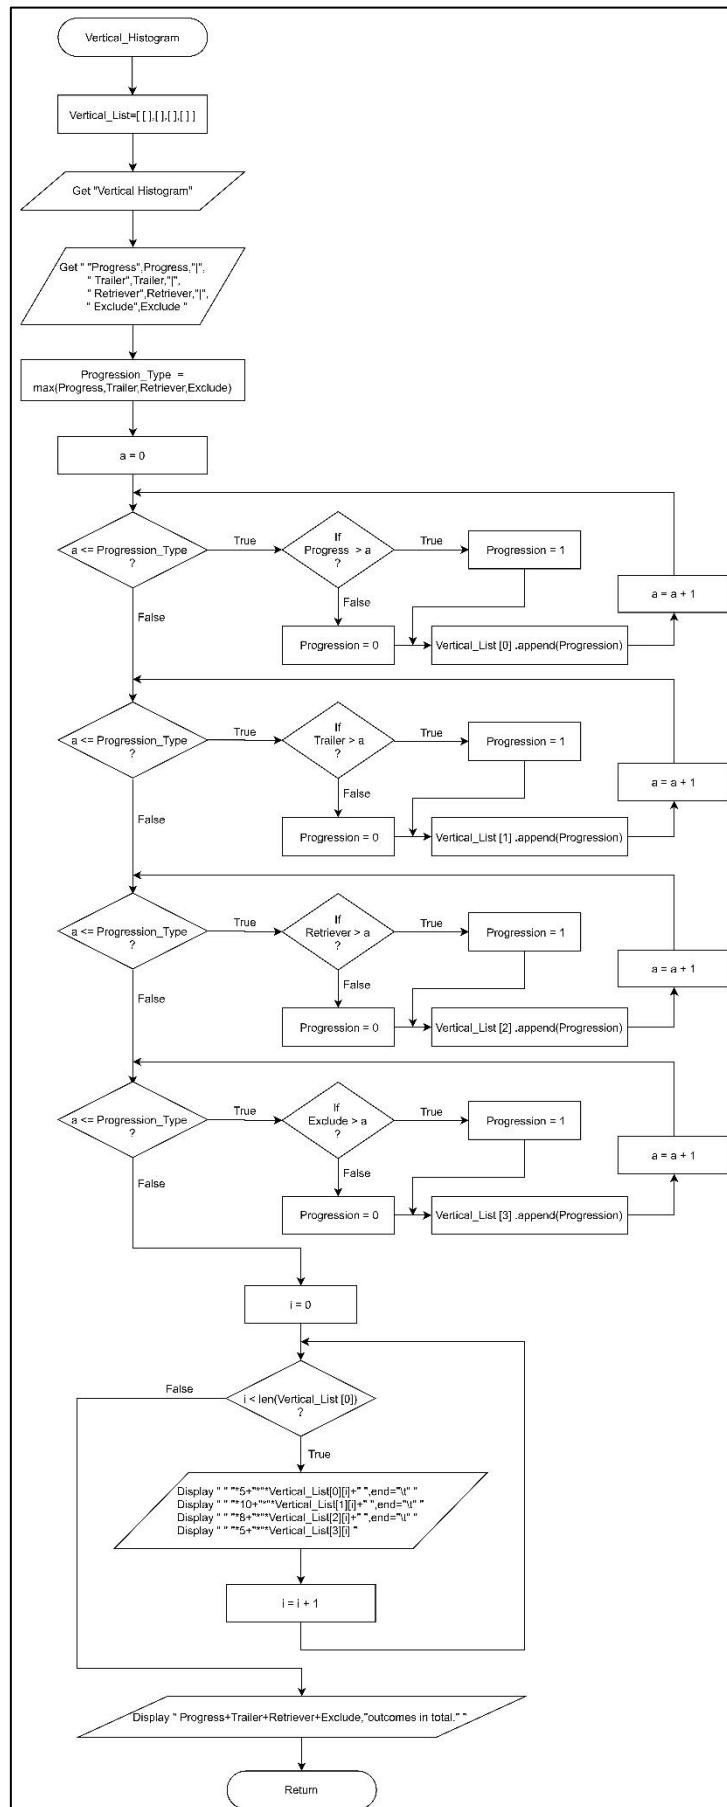 Vertical_Histogram
Vertical_List=[ [ ],[ ],[ ],[ ] ]
Get "Vertical Histogram"
Get " "Progress",Progress,"|",
" Trailer",Trailer,"|",
" Retriever",Retriever,"|",
" Exclude",Exclude "
Progression_Type =
max(Progress,Trailer,Retriever,Exclude)
a = 0
a <= Progression_Type
?
True
If
Progress > a
?
True
Progression = 1
False
False
Progression = 0
Vertical_List [0] .append(Progression)
a = a + 1
a <= Progression_Type
?
True
If
Trailer > a
?
True
Progression = 1
False
False
Progression = 0
Vertical_List [1] .append(Progression)
a = a + 1
a <= Progression_Type
?
True
If
Retriever > a
?
True
Progression = 1
False
False
Progression = 0
Vertical_List [2] .append(Progression)
a = a + 1
a <= Progression_Type
?
True
If
Exclude > a
?
True
Progression = 1
False
False
Progression = 0
Vertical_List [3] .append(Progression)
a = a + 1
i = 0
i < len(Vertical_List [0])
?
False
True
Display " " "*5+"*"*Vertical_List[0][i]+" ",end="\t" "
Display " " "*10+"*"*Vertical_List[1][i]+" ",end="\t" "
Display " " "*8+"*"*Vertical_List[2][i]+" ",end="\t" "
Display " " "*5+"*"*Vertical_List[3][i] "
i = i + 1
Display " Progress+Trailer+Retriever+Exclude,"outcomes in total." "
Return